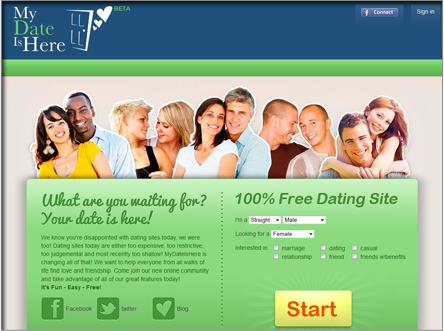 My
Date
Is
Here
BETA
f Connect
Sign in
What are you waiting for?
Your date is here!
We know you're disappointed with dating sites today, we were
too! Dating sites today are either too expensive, too restrictive,
too judgemental and most recently too shallow! MyDateIsHere is
changing all of that! We want to help everyone from all walks of
life find love and friendship. Come join our new online community
and take advantage of all of our great features today!
It's Fun - Easy - Free!
f Facebook
twitter
Blog
100% Free Dating Site
I'm a Straight Male
Looking for a Female
Interested in: marriage dating casual
relationship friend friends w/benefits
Start